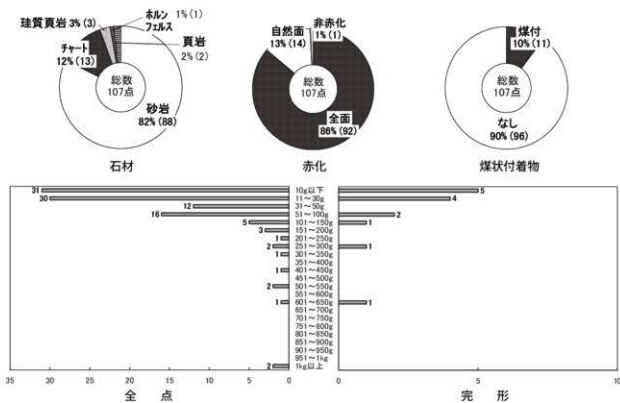 珪質頁岩 3% (3)
ホルンフェルス 1% (1)
頁岩 2% (2)
チャート 12% (13)
総数 107点
砂岩 82% (88)
石材
自然面 13% (14)
非赤化 1% (1)
総数 107点
全面 86% (92)
赤化
煤付 10% (11)
総数 107点
なし 90% (96)
煤状付着物
31 10g以下 5
30 11～30g 4
12 31～50g
16 51～100g 2
5 101～150g 1
3 151～200g
1 201～250g
2 251～300g 1
1 301～350g
351～400g
1 401～450g
451～500g
2 501～550g
551～600g
1 601～650g 1
651～700g
701～750g
751～800g
801～850g
851～900g
901～950g
951～1kg
2 1kg以上
35 30 25 20 15 10 5 0 0 5 10
全 点 完 形